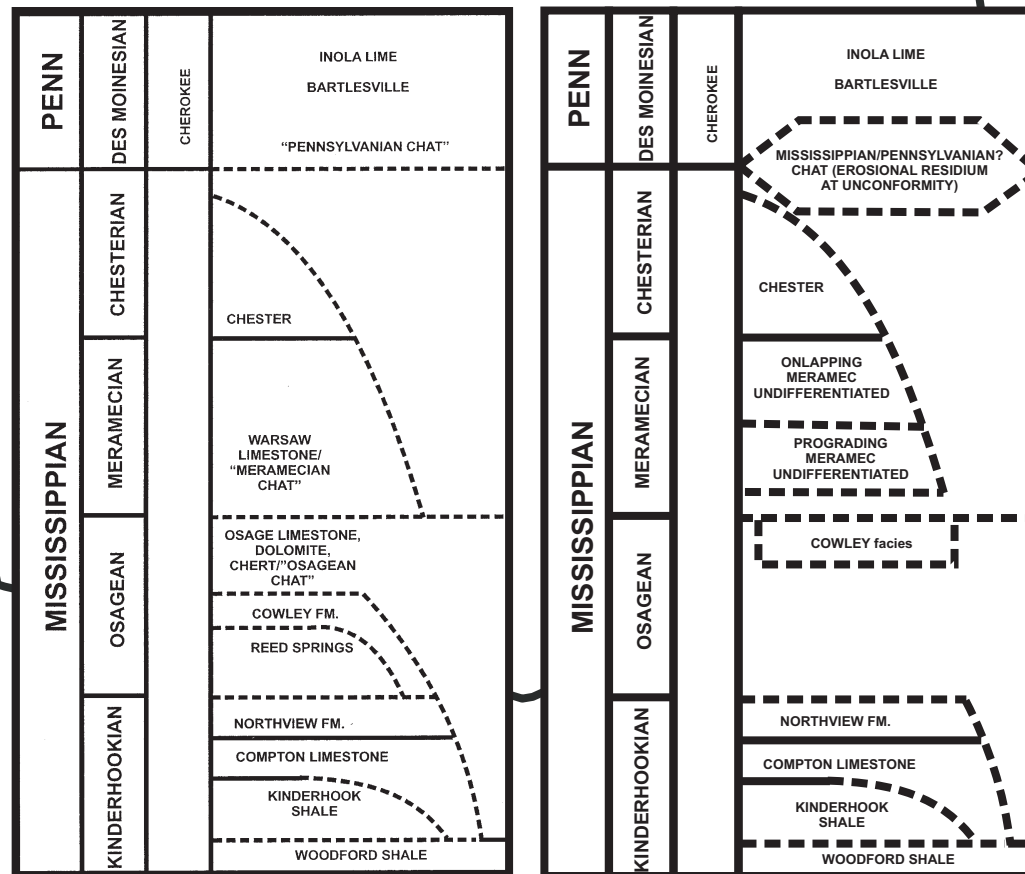 PENN
DES MOINESIAN
CHEROKEE
INOLA LIME
BARTLESVILLE
“PENNSYLVANIAN CHAT”
MISSISSIPPIAN
CHESTERIAN
CHESTER
MERAMECIAN
WARSAW
LIMESTONE/
“MERAMECIAN
CHAT”
OSAGEAN
OSAGE LIMESTONE,
DOLOMITE,
CHERT/”OSAGEAN
CHAT”
COWLEY FM.
REED SPRINGS
KINDERHOOKIAN
NORTHVIEW FM.
COMPTON LIMESTONE
KINDERHOOK
SHALE
WOODFORD SHALE
PENN
DES MOINESIAN
CHEROKEE
INOLA LIME
BARTLESVILLE
MISSISSIPPIAN/PENNSYLVANIAN?
CHAT (EROSIONAL RESIDIUM
AT UNCONFORMITY)
MISSISSIPPIAN
CHESTERIAN
CHESTER
MERAMECIAN
ONLAPPING
MERAMEC
UNDIFFERENTIATED
PROGRADING
MERAMEC
UNDIFFERENTIATED
OSAGEAN
COWLEY facies
KINDERHOOKIAN
NORTHVIEW FM.
COMPTON LIMESTONE
KINDERHOOK
SHALE
WOODFORD SHALE